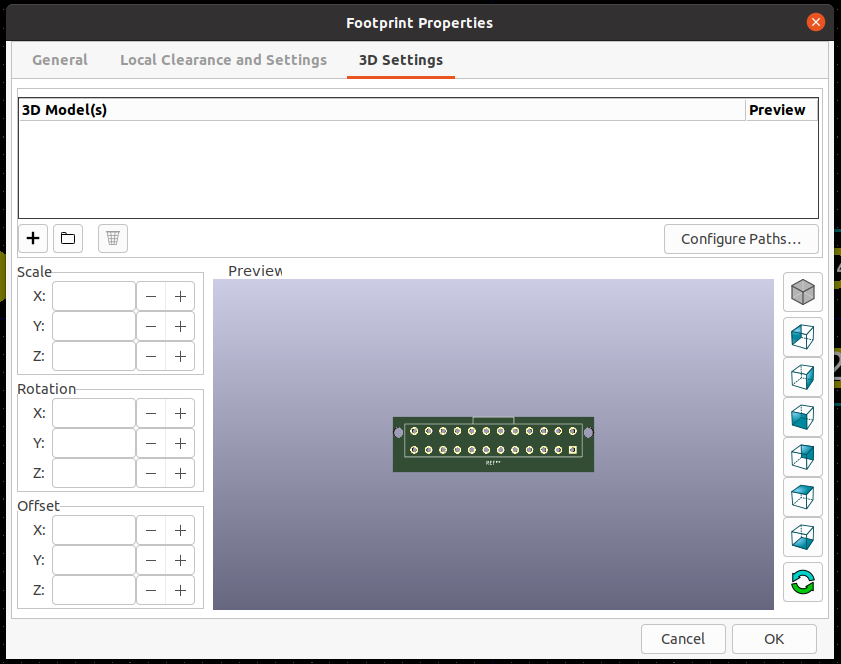 Footprint Properties
General Local Clearance and Settings 3D Settings
3D Model(s) Preview
Configure Paths...
Scale
X:
Y:
Z:
Rotation
X:
Y:
Z:
Offset
X:
Y:
Z:
Preview
REF**
Cancel OK